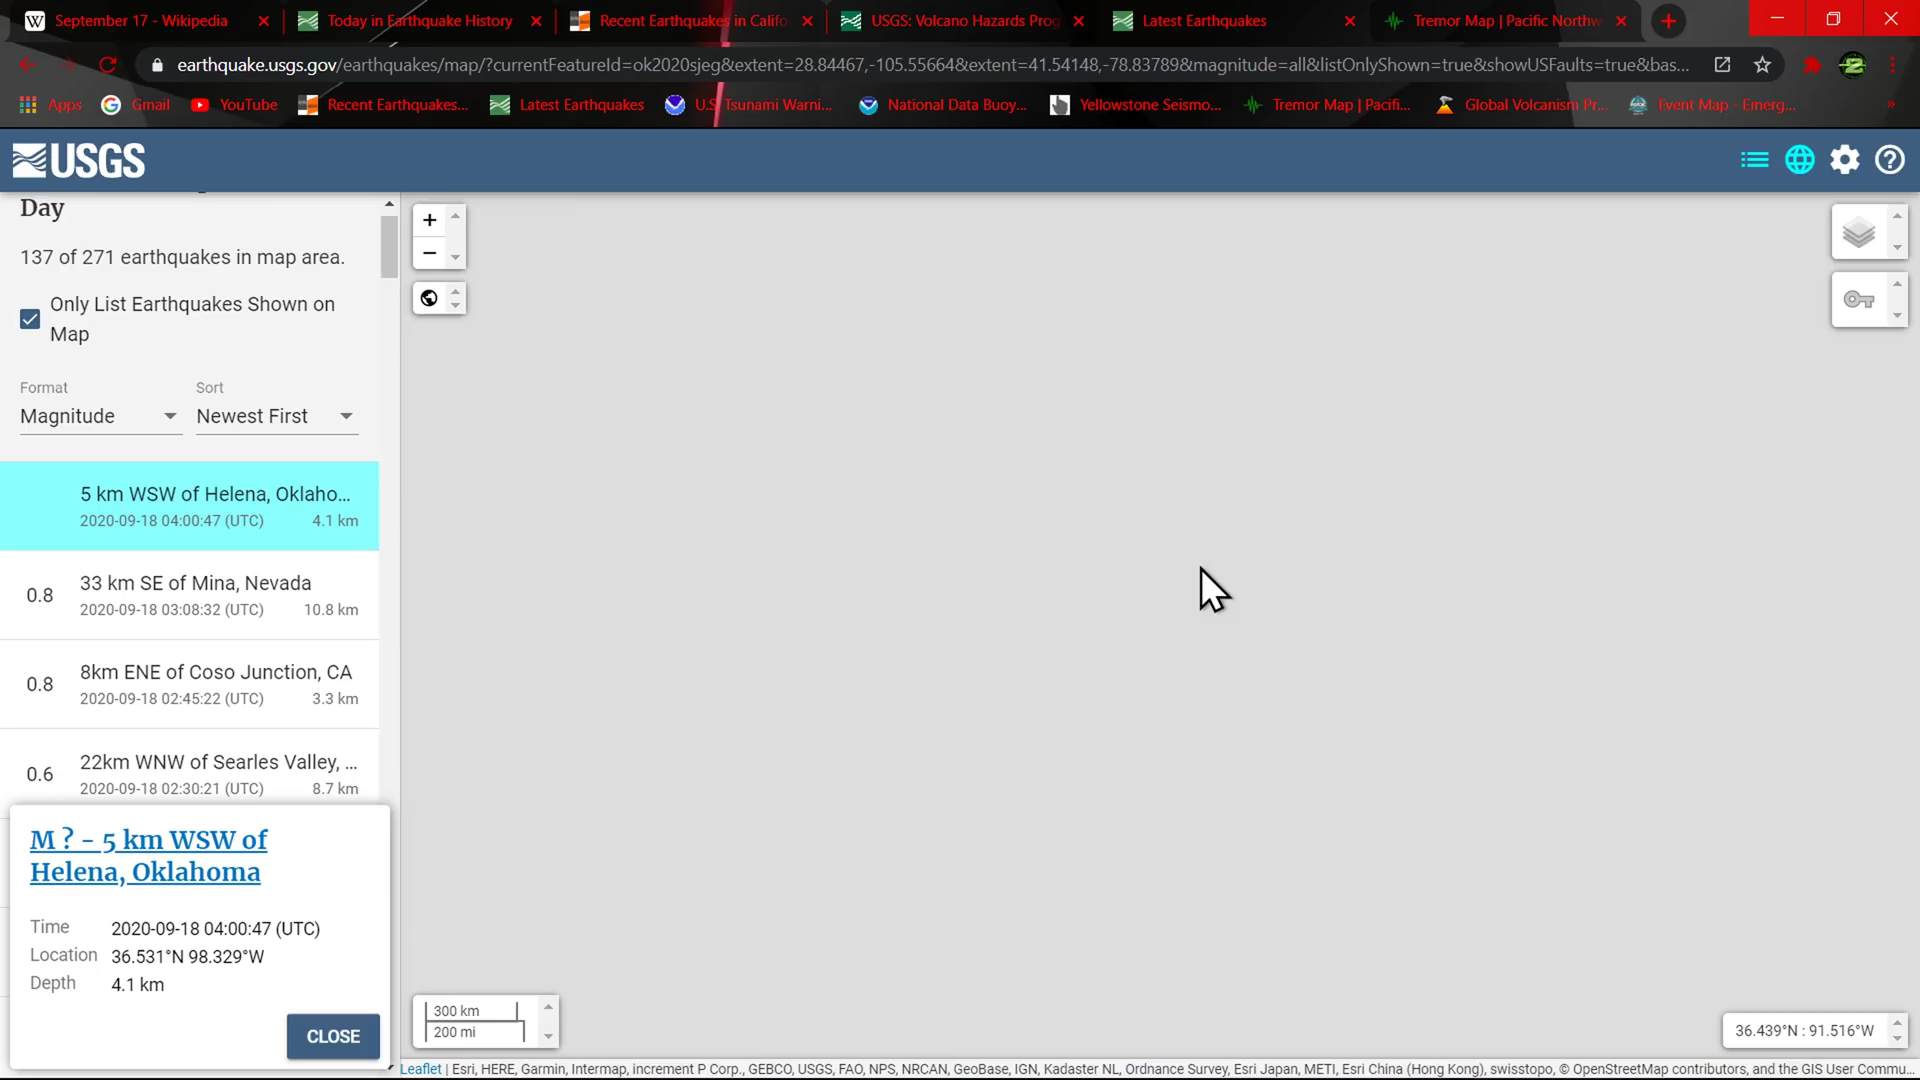 September 17 - Wikipedia
Today in Earthquake History
Recent Earthquakes in Califo
USGS: Volcano Hazards Prog
Latest Earthquakes
Tremor Map | Pacific Northw
earthquake.usgs.gov/earthquakes/map/?currentFeatureId=ok2020sjeg&extent=28.84467,-105.55664&extent=41.54148,-78.83789&magnitude=all&listOnlyShown=true&showUSFaults=true&bas...
Apps
Gmail
YouTube
Recent Earthquakes...
Latest Earthquakes
U.S. Tsunami Warni...
National Data Buoy...
Yellowstone Seismo...
Tremor Map | Pacifi...
Global Volcanism Pr...
Event Map - Emerg...
USGS
Day
137 of 271 earthquakes in map area.
Only List Earthquakes Shown on
Map
Format
Sort
Magnitude
Newest First
5 km WSW of Helena, Oklaho...
2020-09-18 04:00:47 (UTC) 4.1 km
0.8
33 km SE of Mina, Nevada
2020-09-18 03:08:32 (UTC) 10.8 km
0.8
8km ENE of Coso Junction, CA
2020-09-18 02:45:22 (UTC) 3.3 km
0.6
22km WNW of Searles Valley, ...
2020-09-18 02:30:21 (UTC) 8.7 km
M ? - 5 km WSW of
Helena, Oklahoma
Time 2020-09-18 04:00:47 (UTC)
Location 36.531°N 98.329°W
Depth 4.1 km
CLOSE
300 km
200 mi
36.439°N : 91.516°W
Leaflet | Esri, HERE, Garmin, Intermap, increment P Corp., GEBCO, USGS, FAO, NPS, NRCAN, GeoBase, IGN, Kadaster NL, Ordnance Survey, Esri Japan, METI, Esri China (Hong Kong), swisstopo, © OpenStreetMap contributors, and the GIS User Commu...